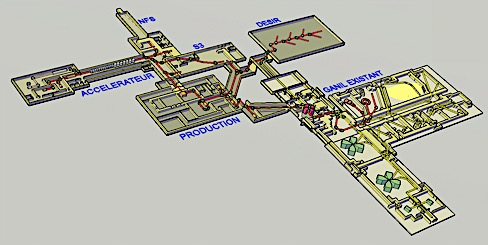 NFS
DESIR
S3
ACCELERATEUR
GANIL EXISTANT
PRODUCTION